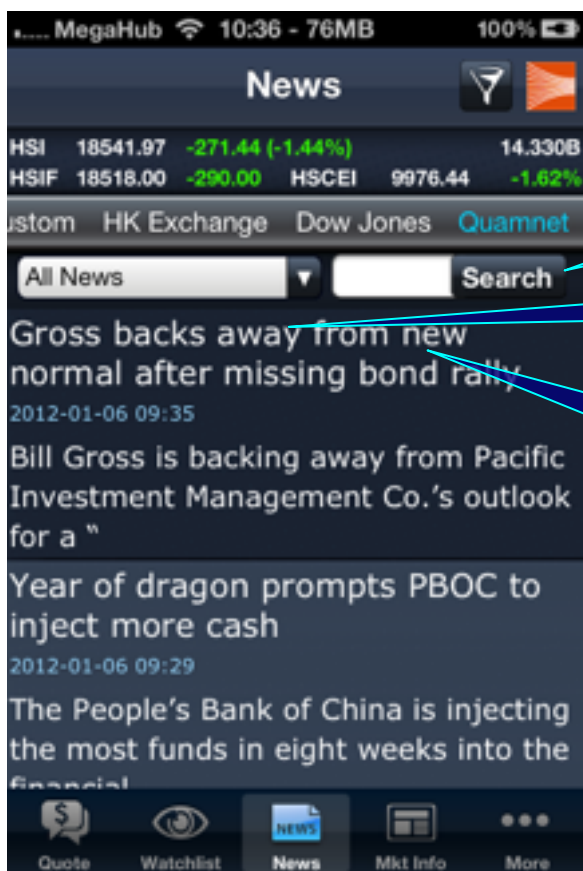 ..... MegaHub 10:36 - 76MB 100%
News
HSI 18541.97 -271.44 (-1.44%) 14.330B
HSIF 18518.00 -290.00 HSCEI 9976.44 -1.62%
ustom HK Exchange Dow Jones Quamnet
All News Search
Gross backs away from new
normal after missing bond rally
2012-01-06 09:35
Bill Gross is backing away from Pacific
Investment Management Co.’s outlook
for a “
Year of dragon prompts PBOC to
inject more cash
2012-01-06 09:29
The People’s Bank of China is injecting
the most funds in eight weeks into the
financial
$ NEWS
Quote Watchlist News Mkt Info More